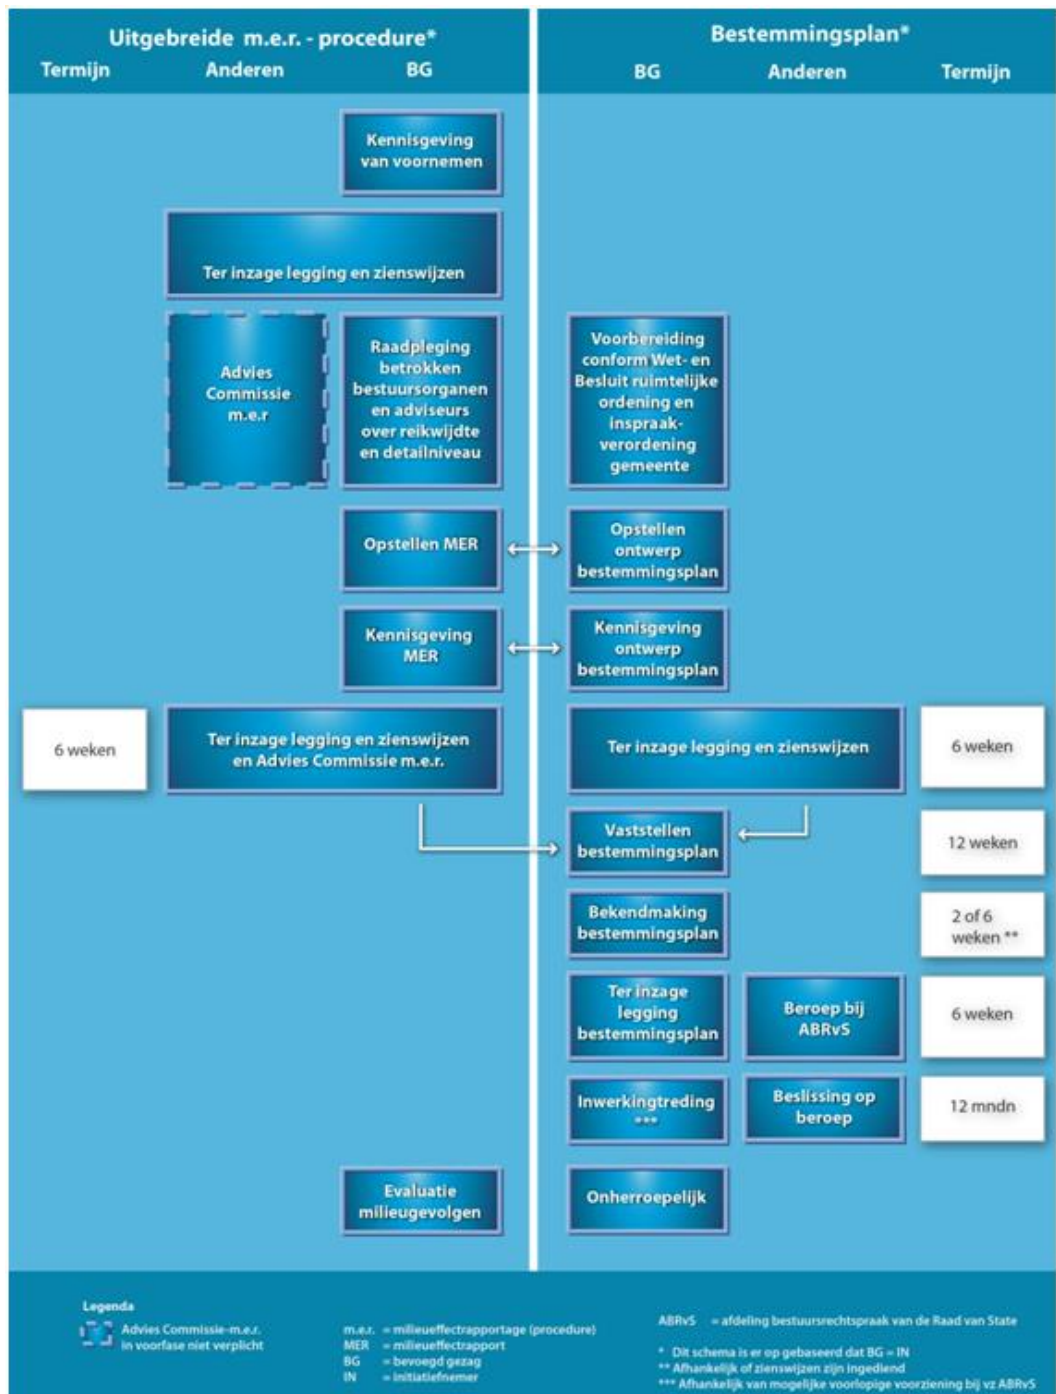 Uitgebreide m.e.r. - procedure*
Termijn Anderen BG
Bestemmingsplan*
BG Anderen Termijn
Kennisgeving
van voornemen
Ter inzage legging en zienswijzen
Advies
Commissie
m.e.r
Raadpleging
betrokken
bestuursorganen
en adviseurs
over reikwijdte
en detailniveau
Voorbereiding
conform Wet- en
Besluit ruimtelijke
ordening en
inspraak-
verordening
gemeente
Opstellen MER
Opstellen
ontwerp
bestemmingsplan
Kennisgeving
MER
Kennisgeving
ontwerp
bestemmingsplan
6 weken
Ter inzage legging en zienswijzen
en Advies Commissie m.e.r.
Ter inzage legging en zienswijzen
6 weken
Vaststellen
bestemmingsplan
12 weken
Bekendmaking
bestemmingsplan
2 of 6
weken **
Ter inzage
legging
bestemmingsplan
Beroep bij
ABRvS
6 weken
Inwerkingtreding
***
Beslissing op
beroep
12 mndn
Evaluatie
milieugevolgen
Onherroepelijk
Legenda
Advies Commissie-m.e.r.
in voorfase niet verplicht
m.e.r. = milieueffectrapportage (procedure)
MER = milieueffectrapport
BG = bevoegd gezag
IN = initiatiefnemer
ABRvS = afdeling bestuursrechtspraak van de Raad van State
* Dit schema is er op gebaseerd dat BG = IN
** Afhankelijk of zienswijzen zijn ingediend
*** Afhankelijk van mogelijke voorlopige voorziening bij vz ABRvS